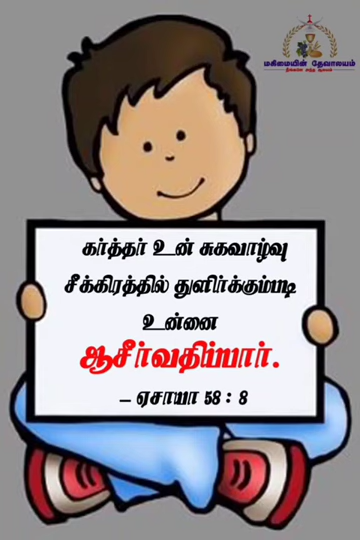 மகிமையின் தேவாலயம்
கர்த்தர் உன் சுகவாழ்வு
சீக்கிரத்தில் துளிர்க்கும்படி
உன்னை
ஆசீர்வதிப்பார்.
– ஏசாயா 58 : 8